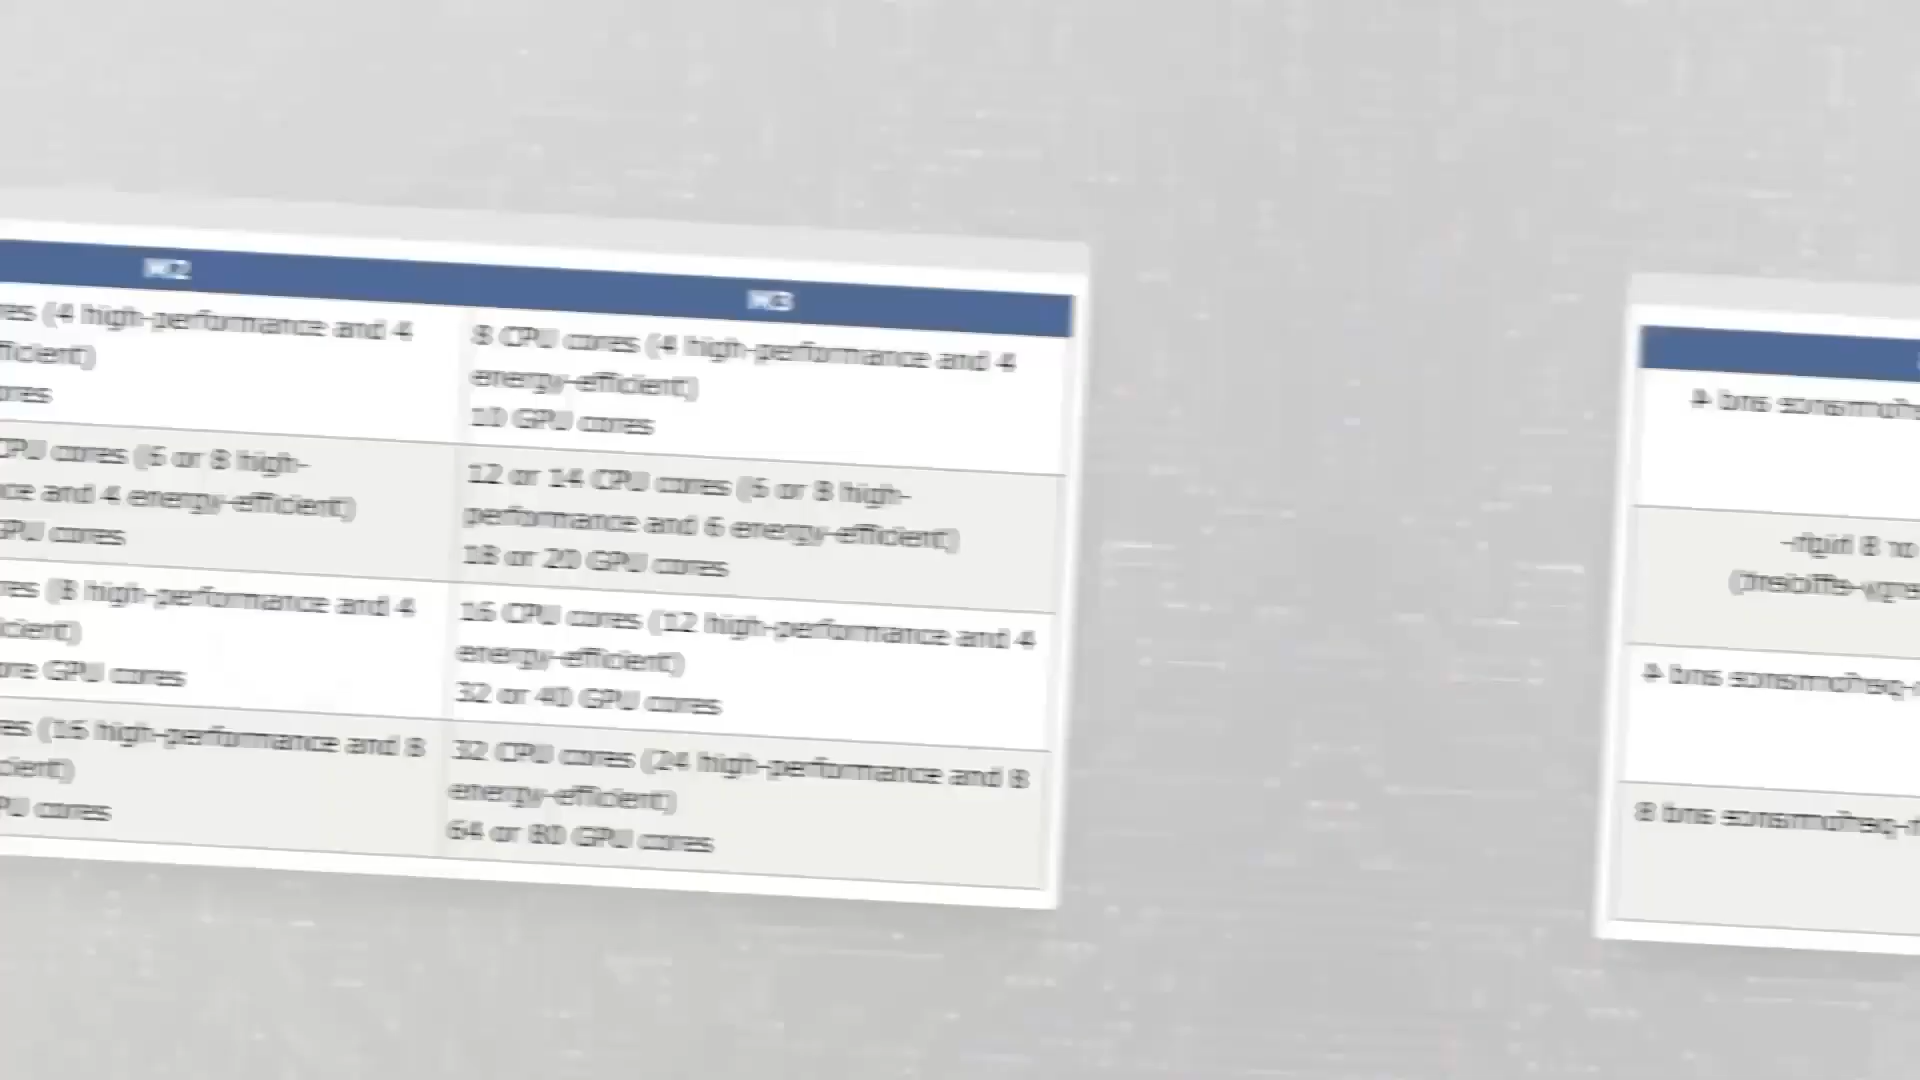 M2
M3
res (4 high-performance and 4
fficient)
ores
8 CPU cores (4 high-performance and 4
energy-efficient)
10 GPU cores
CPU cores (6 or 8 high-
ce and 4 energy-efficient)
GPU cores
12 or 14 CPU cores (6 or 8 high-
performance and 6 energy-efficient)
18 or 20 GPU cores
res (8 high-performance and 4
icient)
ore GPU cores
16 CPU cores (12 high-performance and 4
energy-efficient)
32 or 40 GPU cores
es (16 high-performance and 8
cient)
PU cores
32 CPU cores (24 high-performance and 8
energy-efficient)
64 or 80 GPU cores